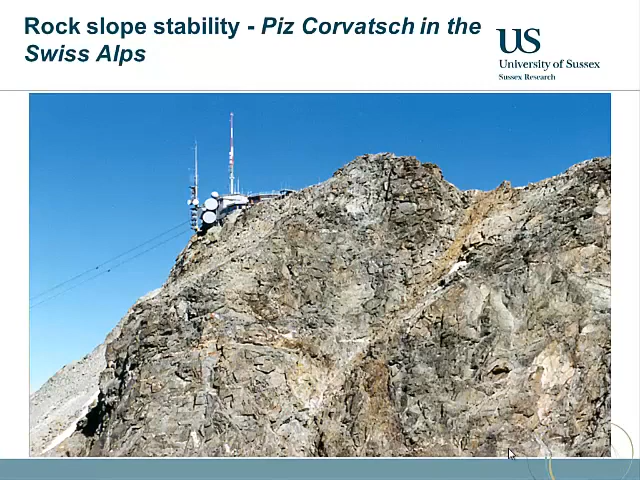 Rock slope stability - Piz Corvatsch in the
Swiss Alps
US
University of Sussex
Sussex Research